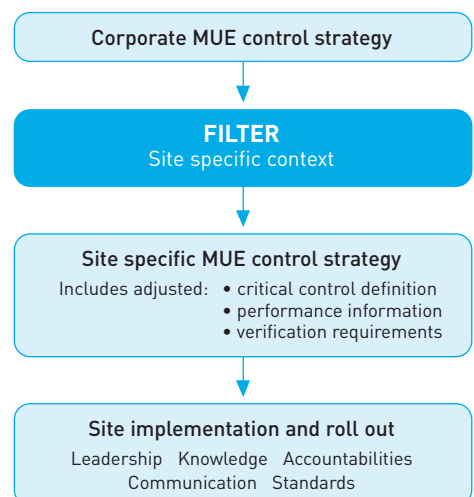 Corporate MUE control strategy
FILTER
Site specific context
Site specific MUE control strategy
Includes adjusted: • critical control definition
• performance information
• verification requirements
Site implementation and roll out
Leadership Knowledge Accountabilities
Communication Standards